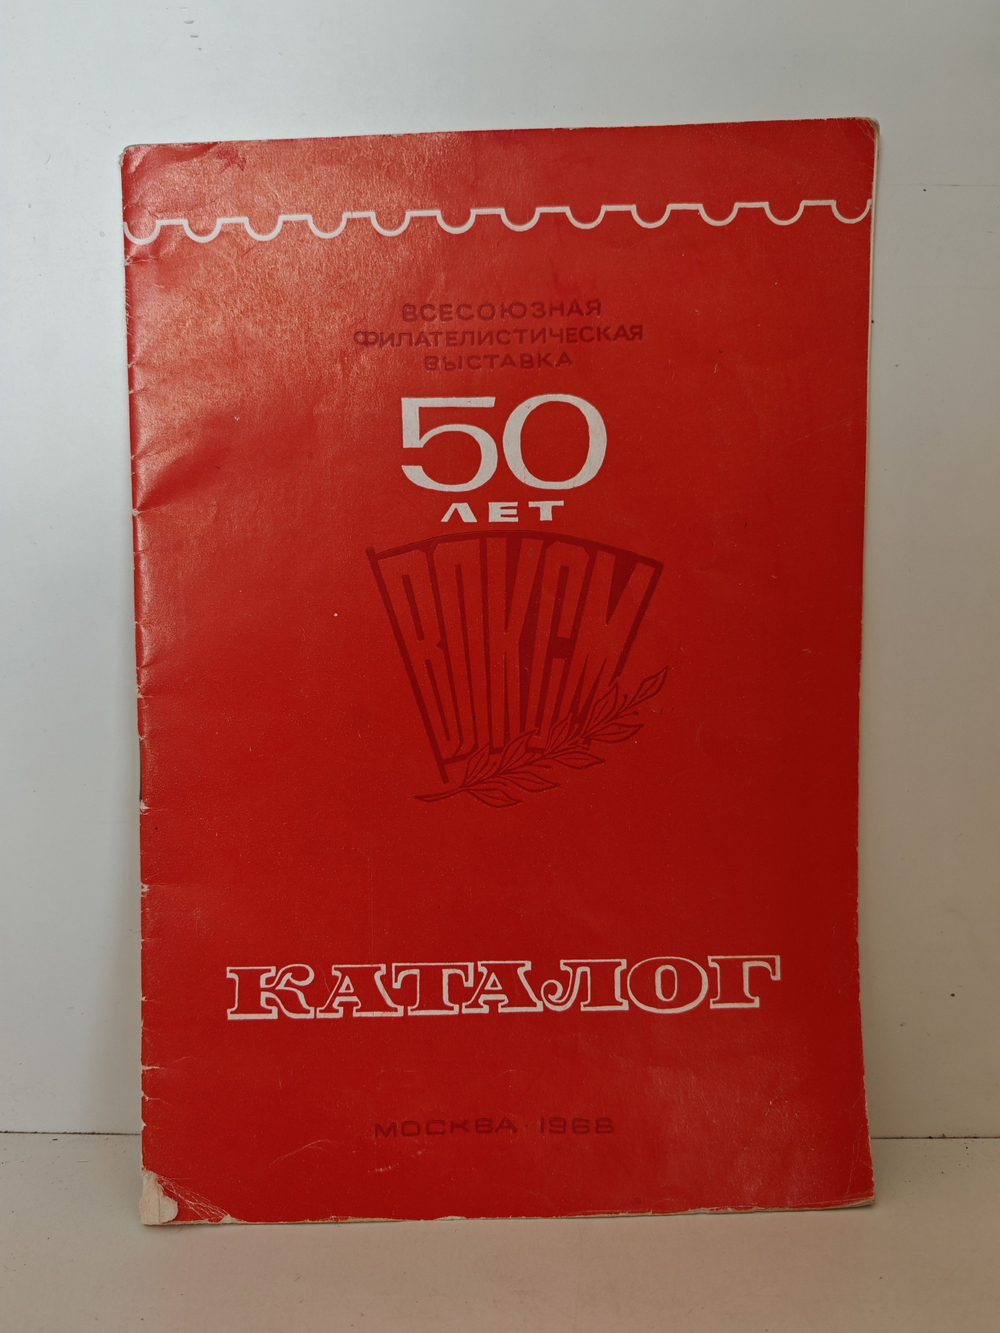 ВСЕСОЮЗНАЯ
ФИЛАТЕЛИСТИЧЕСКАЯ
ВЫСТАВКА
50
ЛЕТ
ВЛКСМ
КАТАЛОГ
МОСКВА · 1968